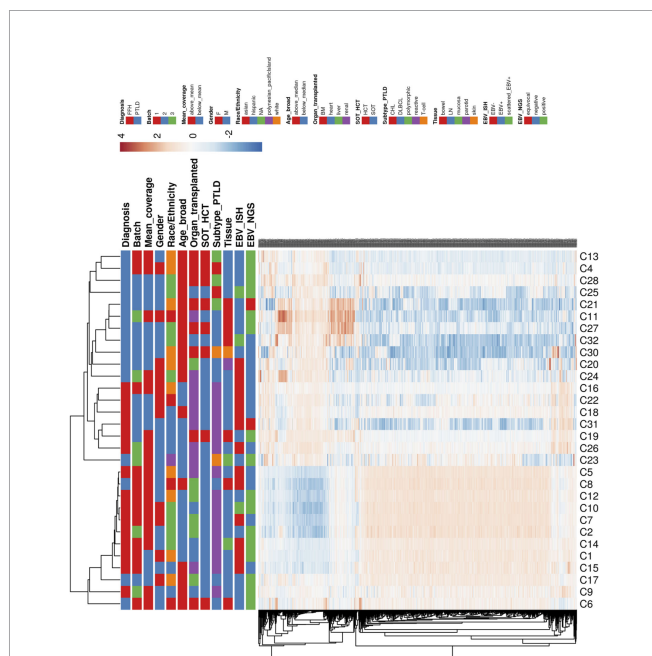 Diagnosis
FFH
PTLD
Batch
1
2
3
Mean_coverage
above_mean
below_mean
Gender
F
M
Race/Ethnicity
asian
hispanic
NA
polynesian_pacificisland
white
Age_broad
above_median
below_median
Organ_transplanted
BM
heart
liver
renal
SOT_HCT
HCT
SOT
Subtype_PTLD
CHL
DLBCL
polymorphic
reactive
T-cell
Tissue
bowel
LN
mucosa
parotid
skin
EBV_ISH
EBV-
EBV+
scattered_EBV+
EBV_NGS
equivocal
negative
positive
4
2
0
-2
Diagnosis
Batch
Mean_coverage
Gender
Race/Ethnicity
Age_broad
Organ_transplanted
SOT_HCT
Subtype_PTLD
Tissue
EBV_ISH
EBV_NGS
C13
C4
C28
C25
C21
C11
C27
C32
C30
C20
C24
C16
C22
C18
C31
C19
C26
C23
C5
C8
C12
C10
C7
C2
C14
C1
C15
C17
C9
C6